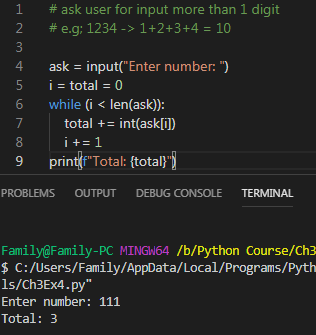 1 # ask user for input more than 1 digit
2 # e.g; 1234 -> 1+2+3+4 = 10
3
4 ask = input("Enter number: ")
5 i = total = 0
6 while (i < len(ask)):
7 total += int(ask[i])
8 i += 1
9 print(f"Total: {total}")
PROBLEMS OUTPUT DEBUG CONSOLE TERMINAL
Family@Family-PC MINGW64 /b/Python Course/Ch3
$ C:/Users/Family/AppData/Local/Programs/Pyth
ls/Ch3Ex4.py"
Enter number: 111
Total: 3